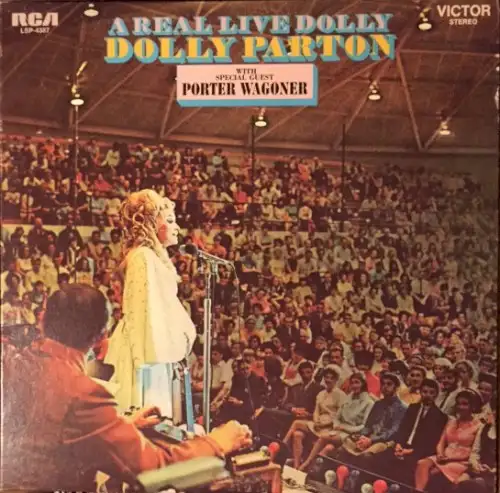 RCA
LSP-4387
A REAL LIVE DOLLY
DOLLY PARTON
WITH
SPECIAL GUEST
PORTER WAGONER
VICTOR
STEREO